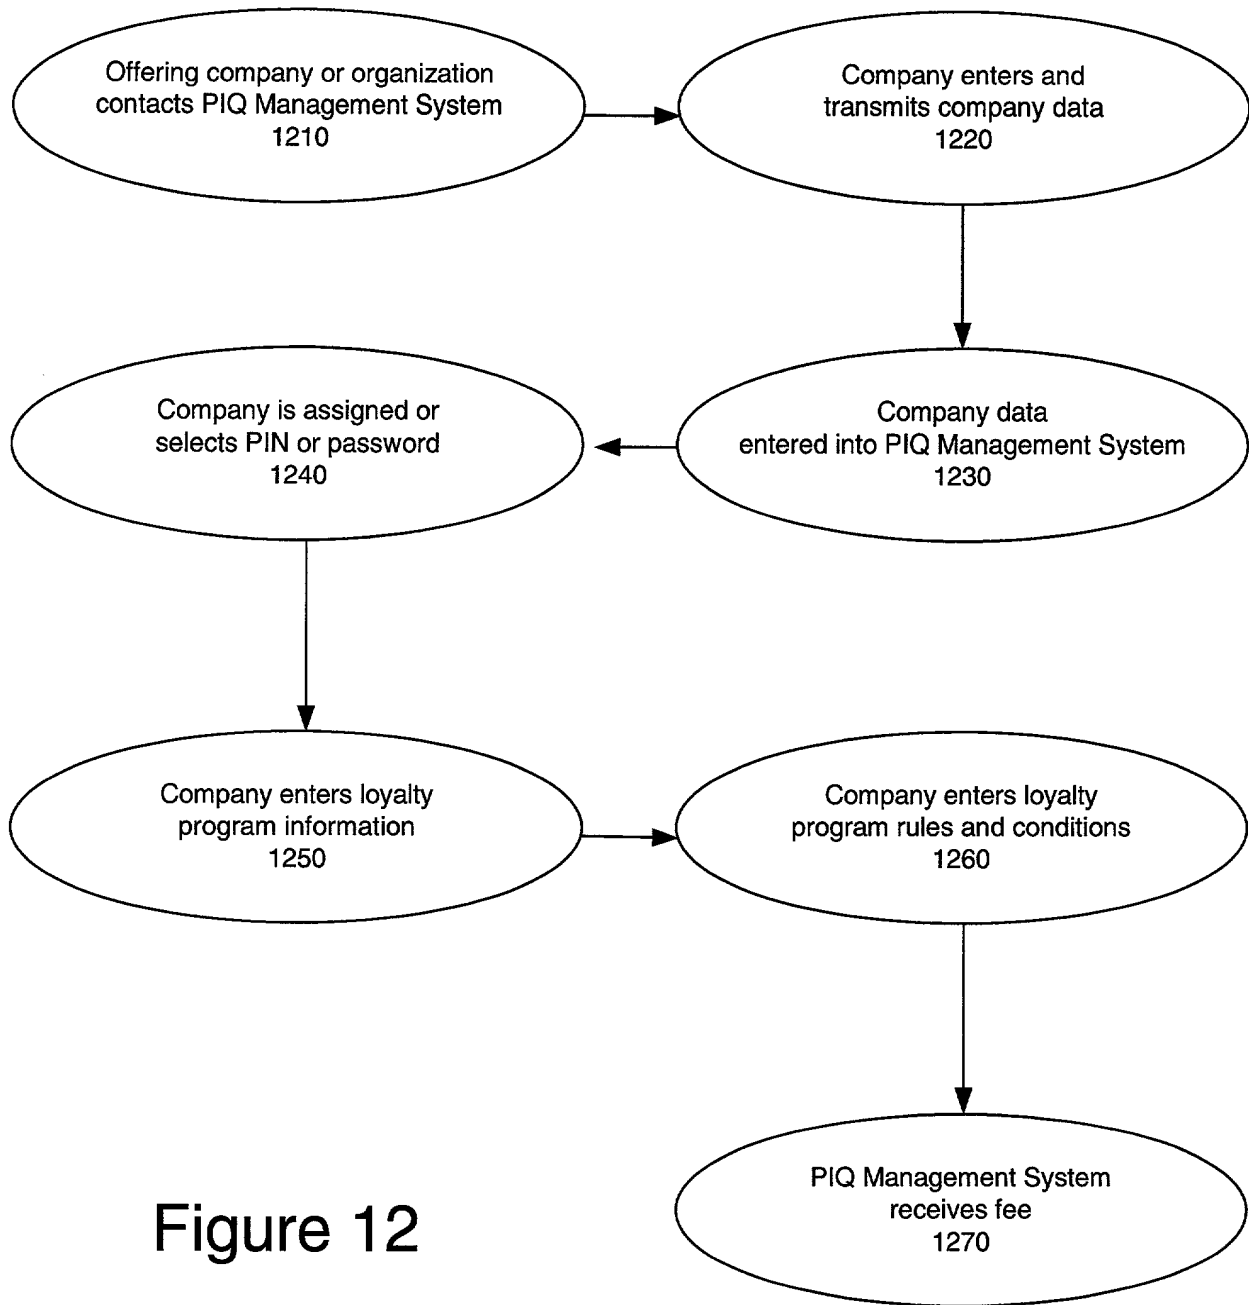 Offering company or organization
contacts PIQ Management System
1210
Company enters and
transmits company data
1220
Company data
entered into PIQ Management System
1230
Company is assigned or
selects PIN or password
1240
Company enters loyalty
program information
1250
Company enters loyalty
program rules and conditions
1260
PIQ Management System
receives fee
1270
Figure 12